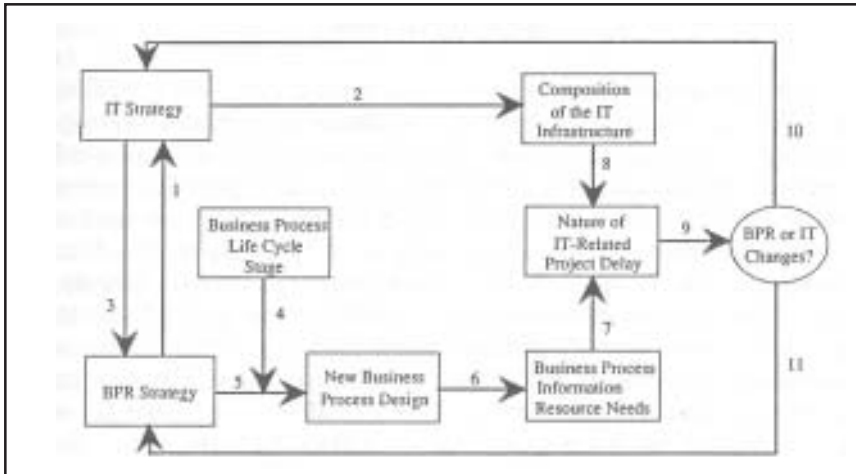 IT Strategy
2
Composition
of the IT
Infrastructure
10
1
8
Business Process
Life Cycle
Stage
Nature of
IT-Related
Project Delay
9
BPR or IT
Changes?
3
4
7
11
BPR Strategy
5
New Business
Process Design
6
Business Process
Information
Resource Needs